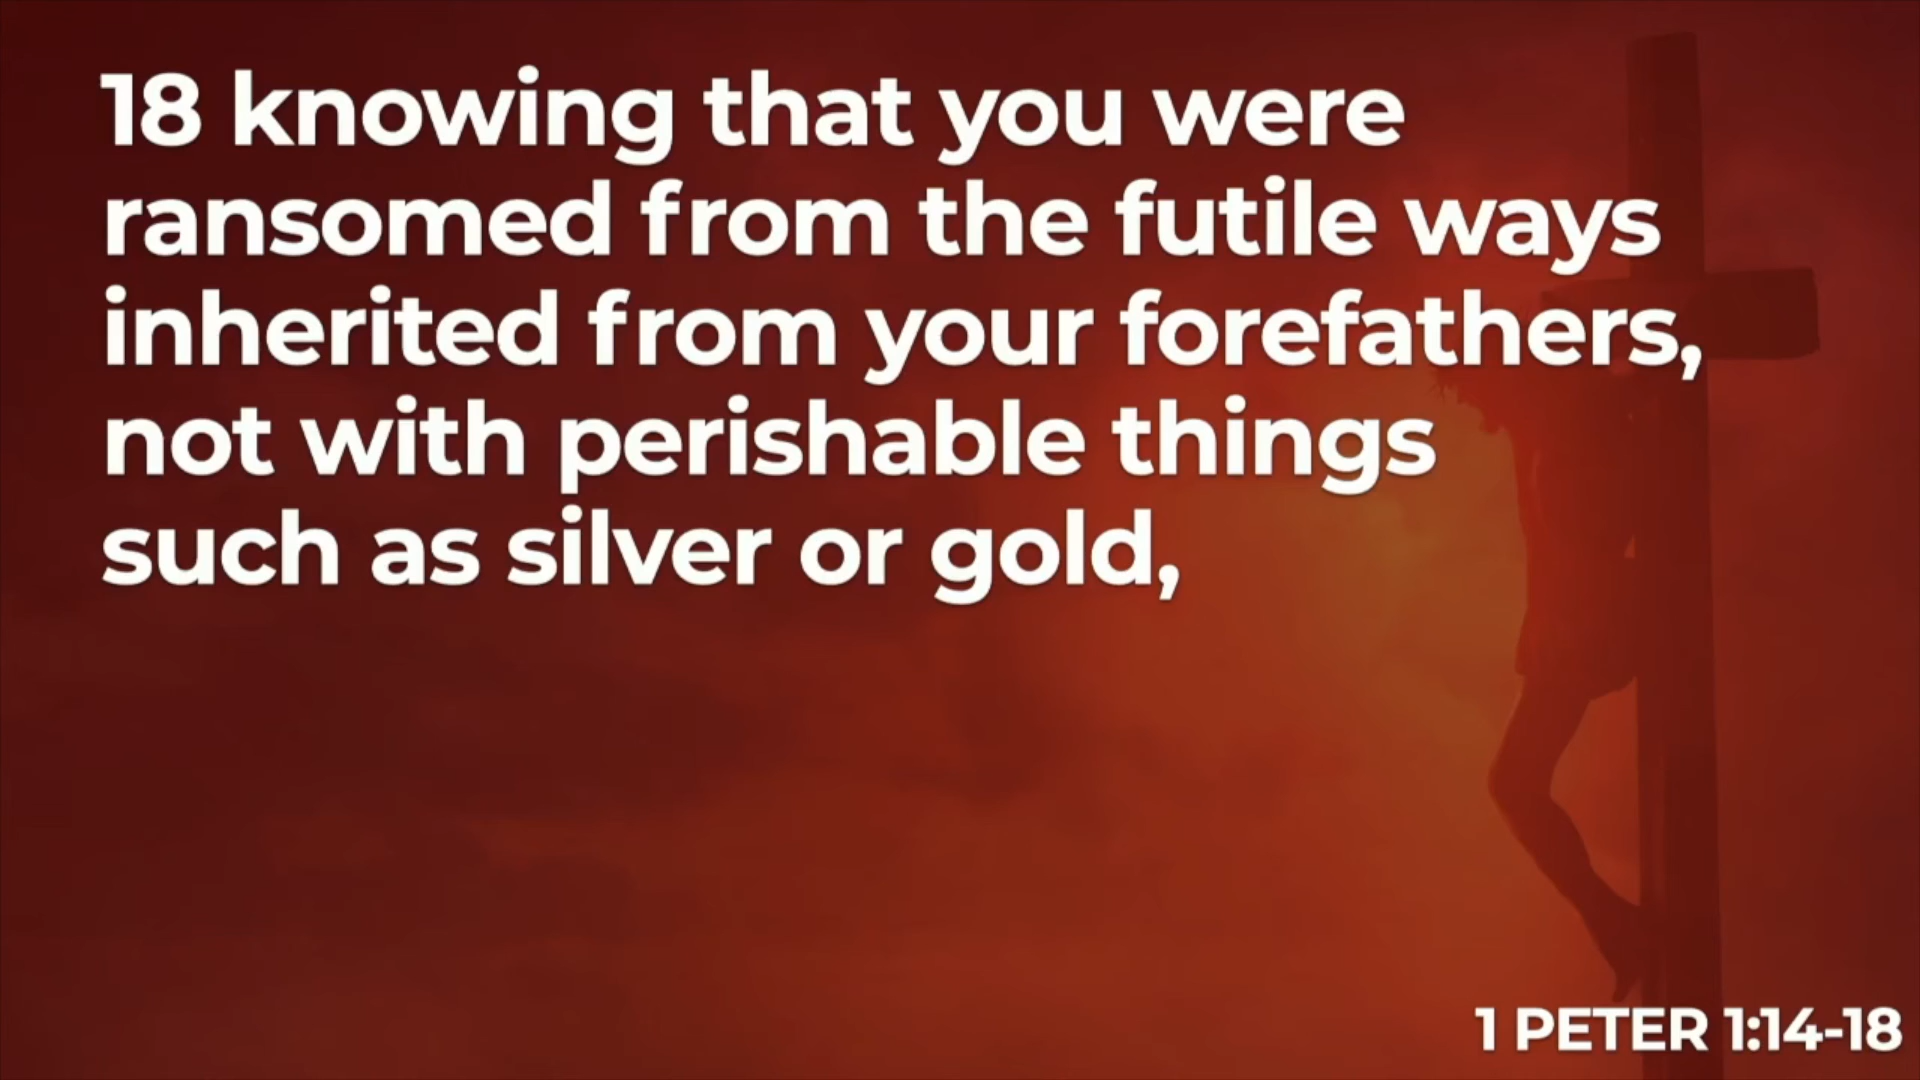 18 knowing that you were
ransomed from the futile ways
inherited from your forefathers,
not with perishable things
such as silver or gold,
1 PETER 1:14-18